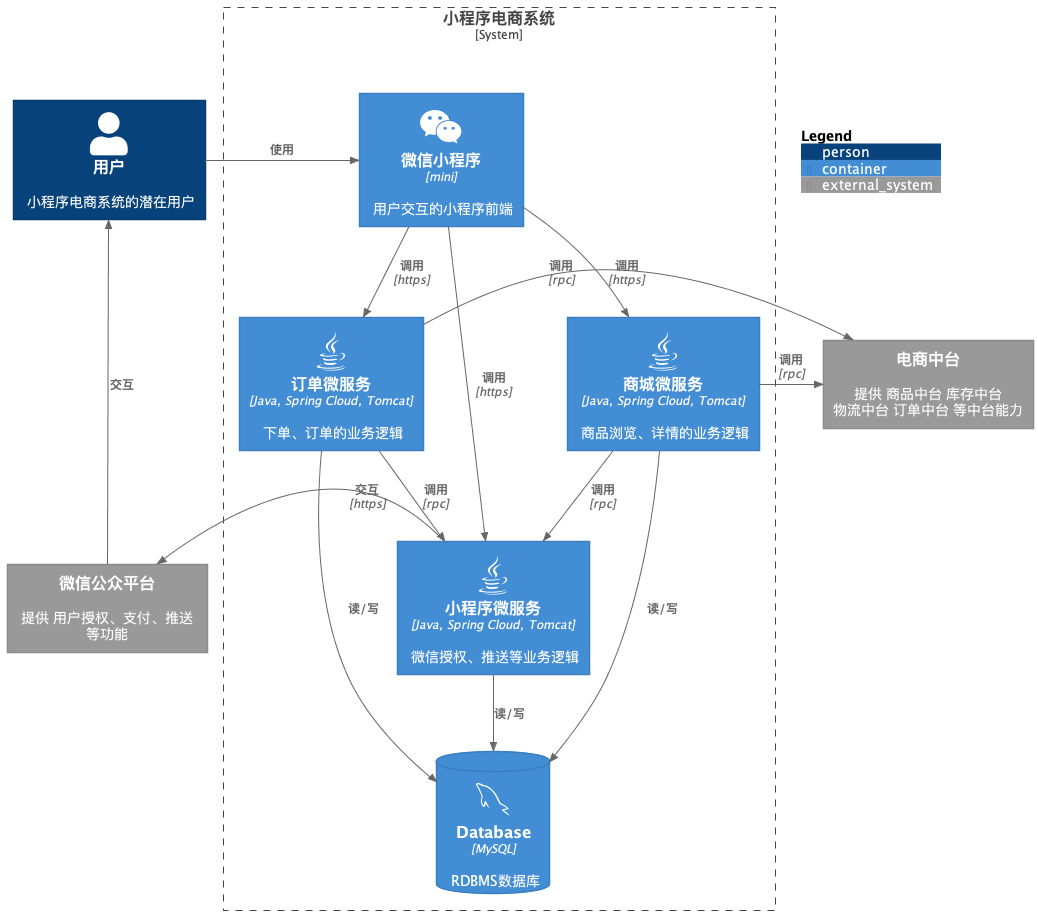 小程序电商系统
[System]
用户
小程序电商系统的潜在用户
使用
微信小程序
[mini]
用户交互的小程序前端
Legend
person
container
external_system
调用
[https]
调用
[rpc]
调用
[https]
订单微服务
[Java, Spring Cloud, Tomcat]
下单、订单的业务逻辑
调用
[https]
商城微服务
[Java, Spring Cloud, Tomcat]
商品浏览、详情的业务逻辑
调用
[rpc]
电商中台
提供 商品中台 库存中台
物流中台 订单中台 等中台能力
交互
交互
[https]
调用
[rpc]
调用
[rpc]
微信公众平台
提供 用户授权、支付、推送
等功能
小程序微服务
[Java, Spring Cloud, Tomcat]
微信授权、推送等业务逻辑
读/写
读/写
读/写
Database
[MySQL]
RDBMS数据库